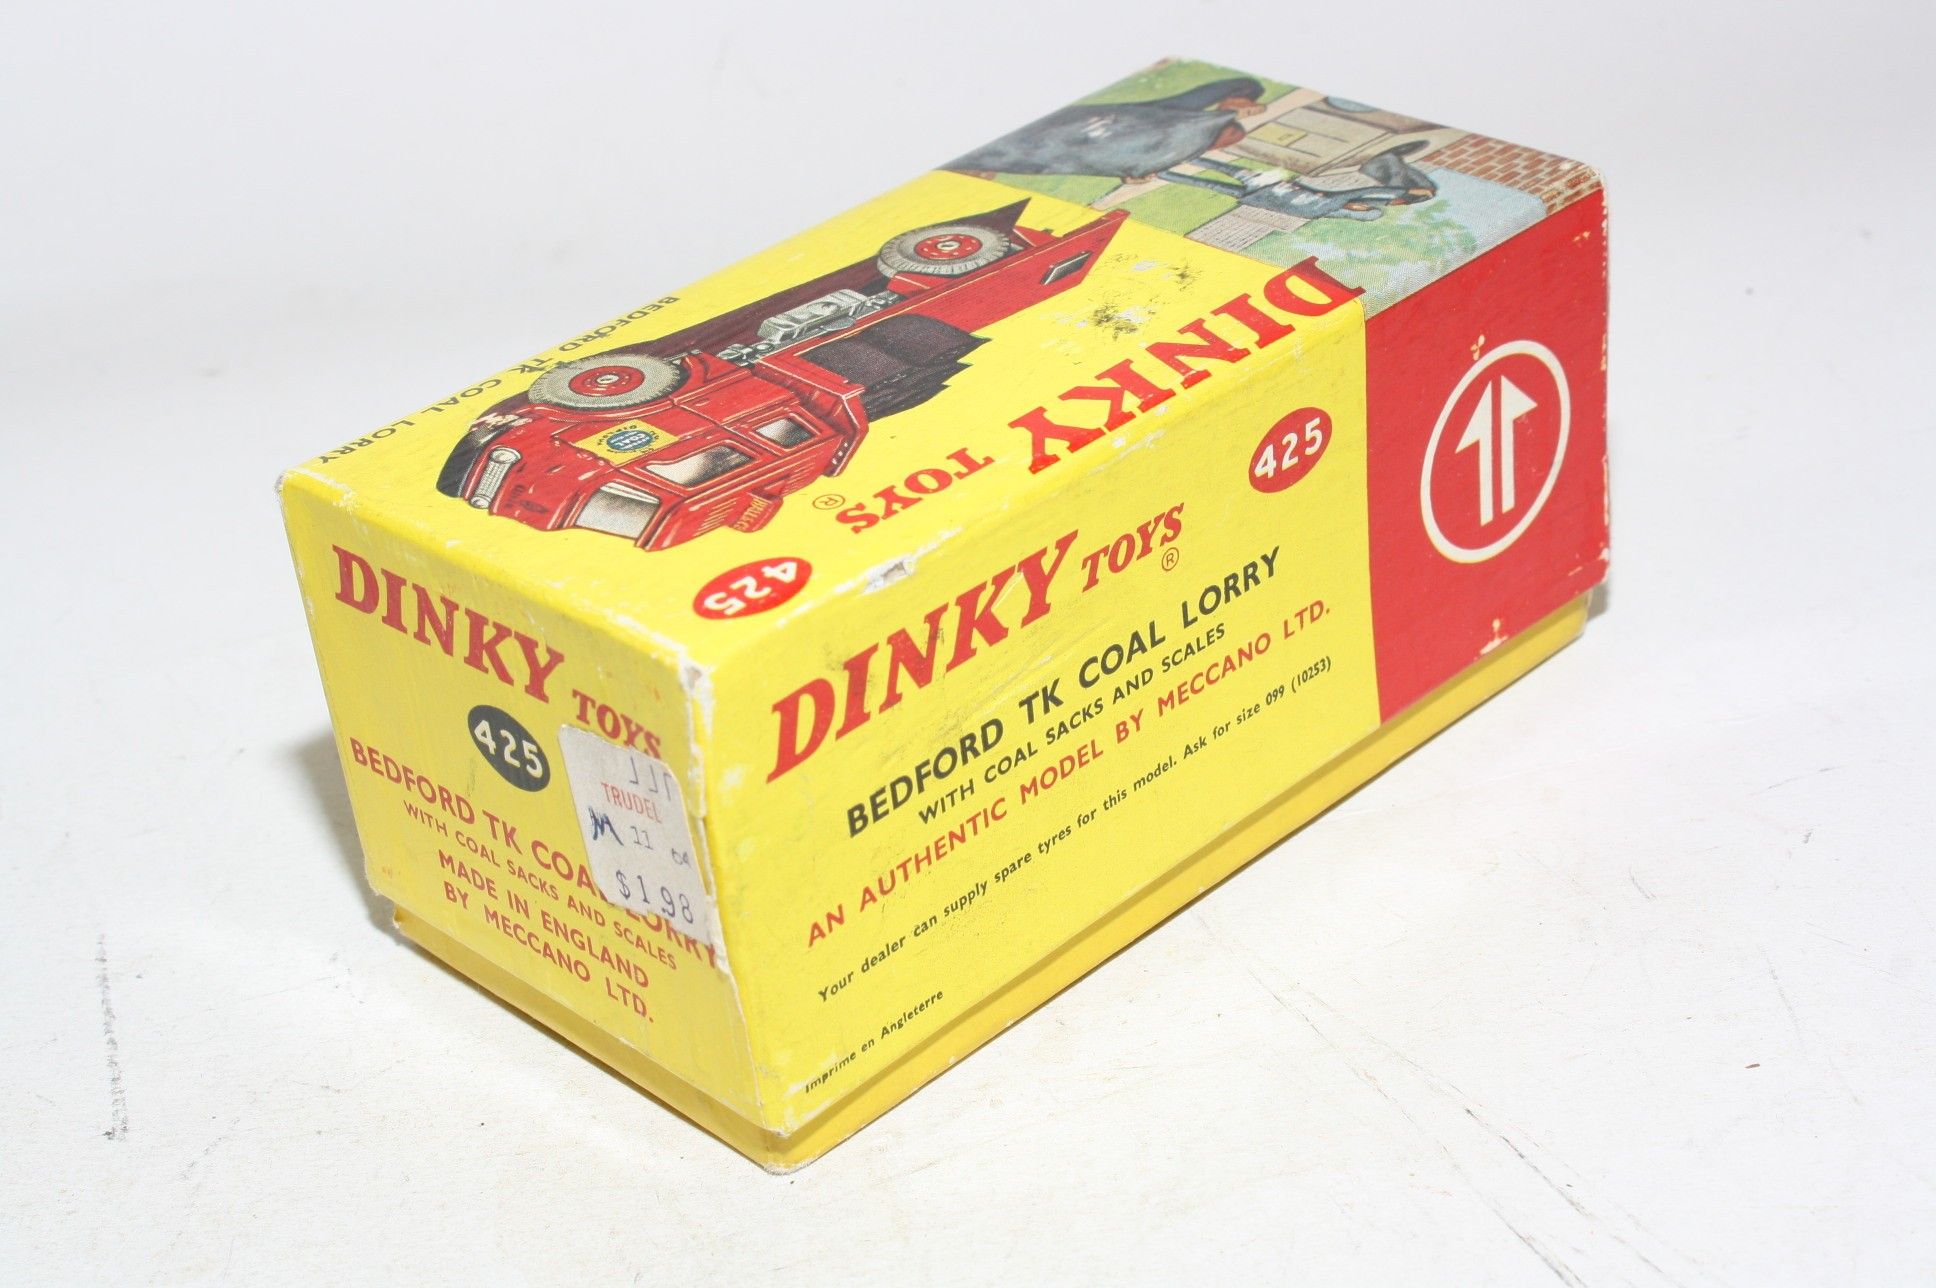 BEDFORD TK COAL LORRY
DINKY TOYS®
425
COAL
DINKY TOYS
425
BEDFORD TK COAL LORRY
WITH COAL SACKS AND SCALES
MADE IN ENGLAND
BY MECCANO LTD.
TRUDEL
M 11
$1.98
DINKY TOYS®
425
BEDFORD TK COAL LORRY
WITH COAL SACKS AND SCALES
AN AUTHENTIC MODEL BY MECCANO LTD.
Your dealer can supply spare tyres for this model. Ask for size 099 (10253)
Imprime en Angleterre